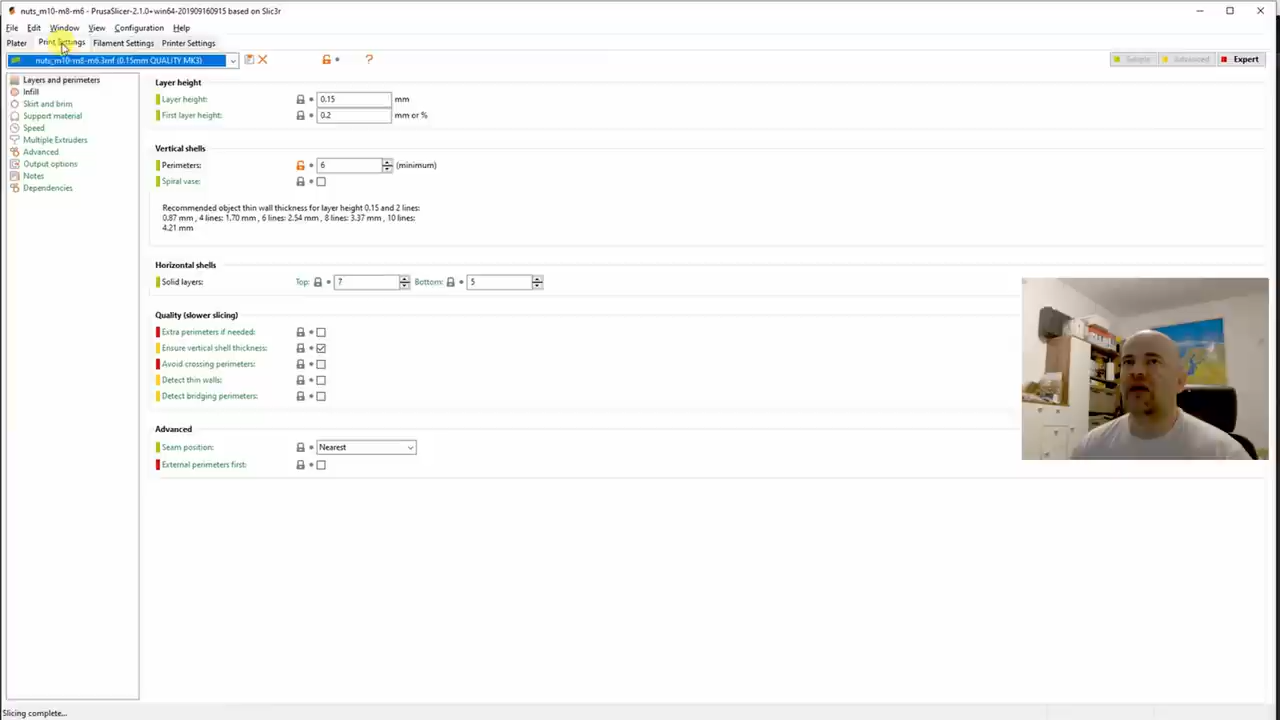 nuts_m10-m8-m6 - PrusaSlicer-2.1.0+win64-201909160915 based on Slic3r
File Edit Window View Configuration Help
Plater Print Settings Filament Settings Printer Settings
nuts_m10-m8-m6.3mf (0.15mm QUALITY MK3)
?
Simple Advanced Expert
Layers and perimeters
Infill
Skirt and brim
Support material
Speed
Multiple Extruders
Advanced
Output options
Notes
Dependencies
Layer height
Layer height: 0.15 mm
First layer height: 0.2 mm or %
Vertical shells
Perimeters: 6 (minimum)
Spiral vase:
Recommended object thin wall thickness for layer height 0.15 and 2 lines:
0.87 mm , 4 lines: 1.70 mm , 6 lines: 2.54 mm , 8 lines: 3.37 mm , 10 lines:
4.21 mm
Horizontal shells
Solid layers: Top: 7 Bottom: 5
Quality (slower slicing)
Extra perimeters if needed:
Ensure vertical shell thickness:
Avoid crossing perimeters:
Detect thin walls:
Detect bridging perimeters:
Advanced
Seam position: Nearest
External perimeters first:
Slicing complete...